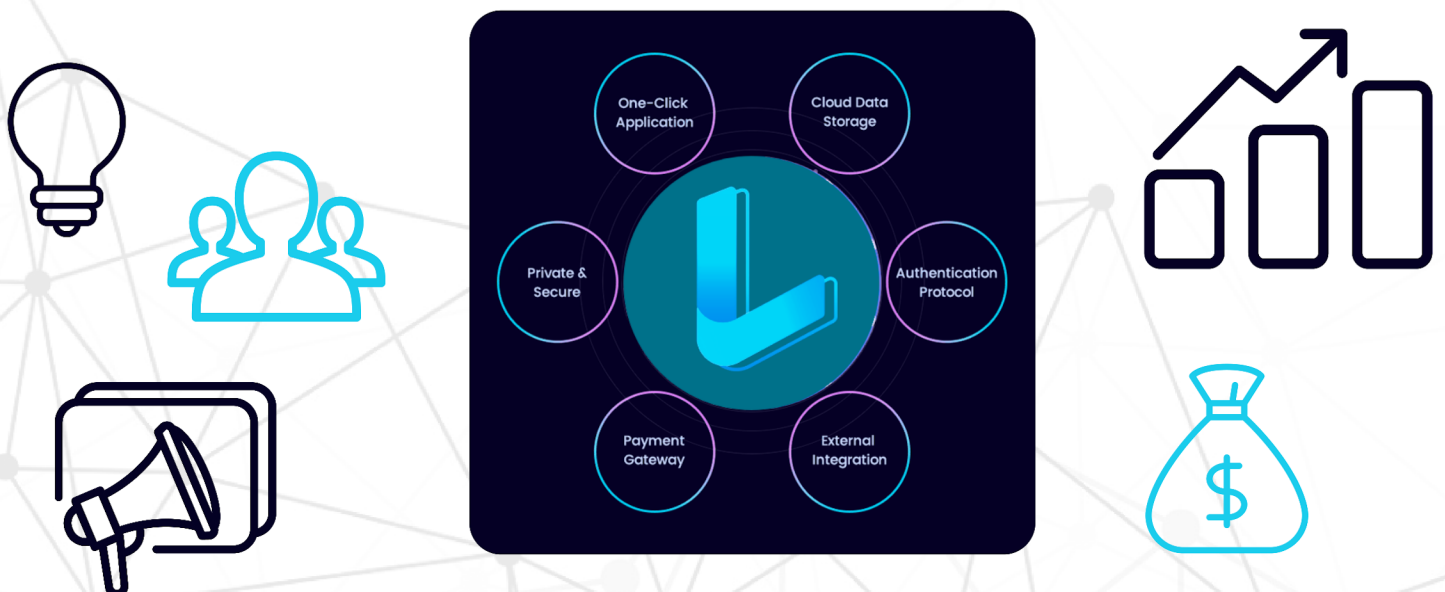 One-Click
Application
Cloud Data
Storage
Private &
Secure
Authentication
Protocol
Payment
Gateway
External
Integration
$